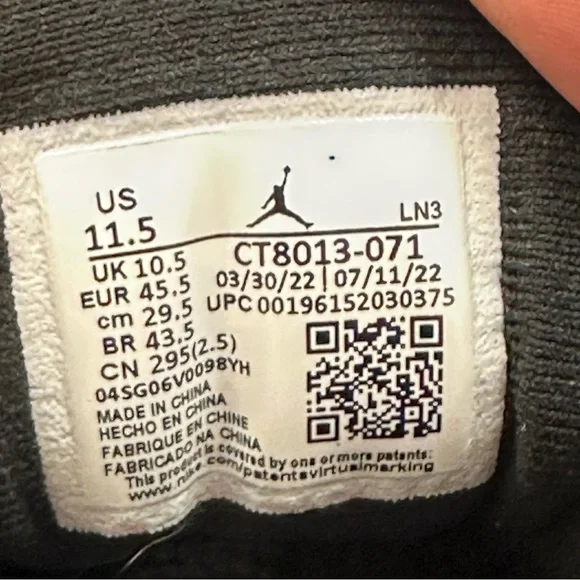 US
11.5
LN3
UK 10.5
EUR 45.5
cm 29.5
BR 43.5
CN 295(2.5)
CT8013-071
03/30/22 | 07/11/22
UPC 00196152030375
04SG06V0098YH
MADE IN CHINA
HECHO EN CHINA
FABRIQUE EN CHINE
FABRICADO NA CHINA
This product is covered by one or more patents:
www.nike.com/patentsvirtualmarking